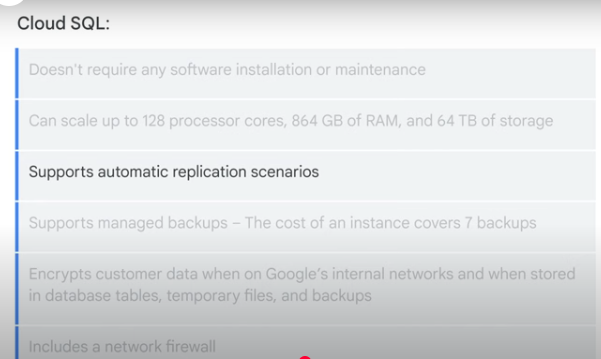 Cloud SQL:
Doesn't require any software installation or maintenance
Can scale up to 128 processor cores, 864 GB of RAM, and 64 TB of storage
Supports automatic replication scenarios
Supports managed backups – The cost of an instance covers 7 backups
Encrypts customer data when on Google's internal networks and when stored
in database tables, temporary files, and backups
Includes a network firewall